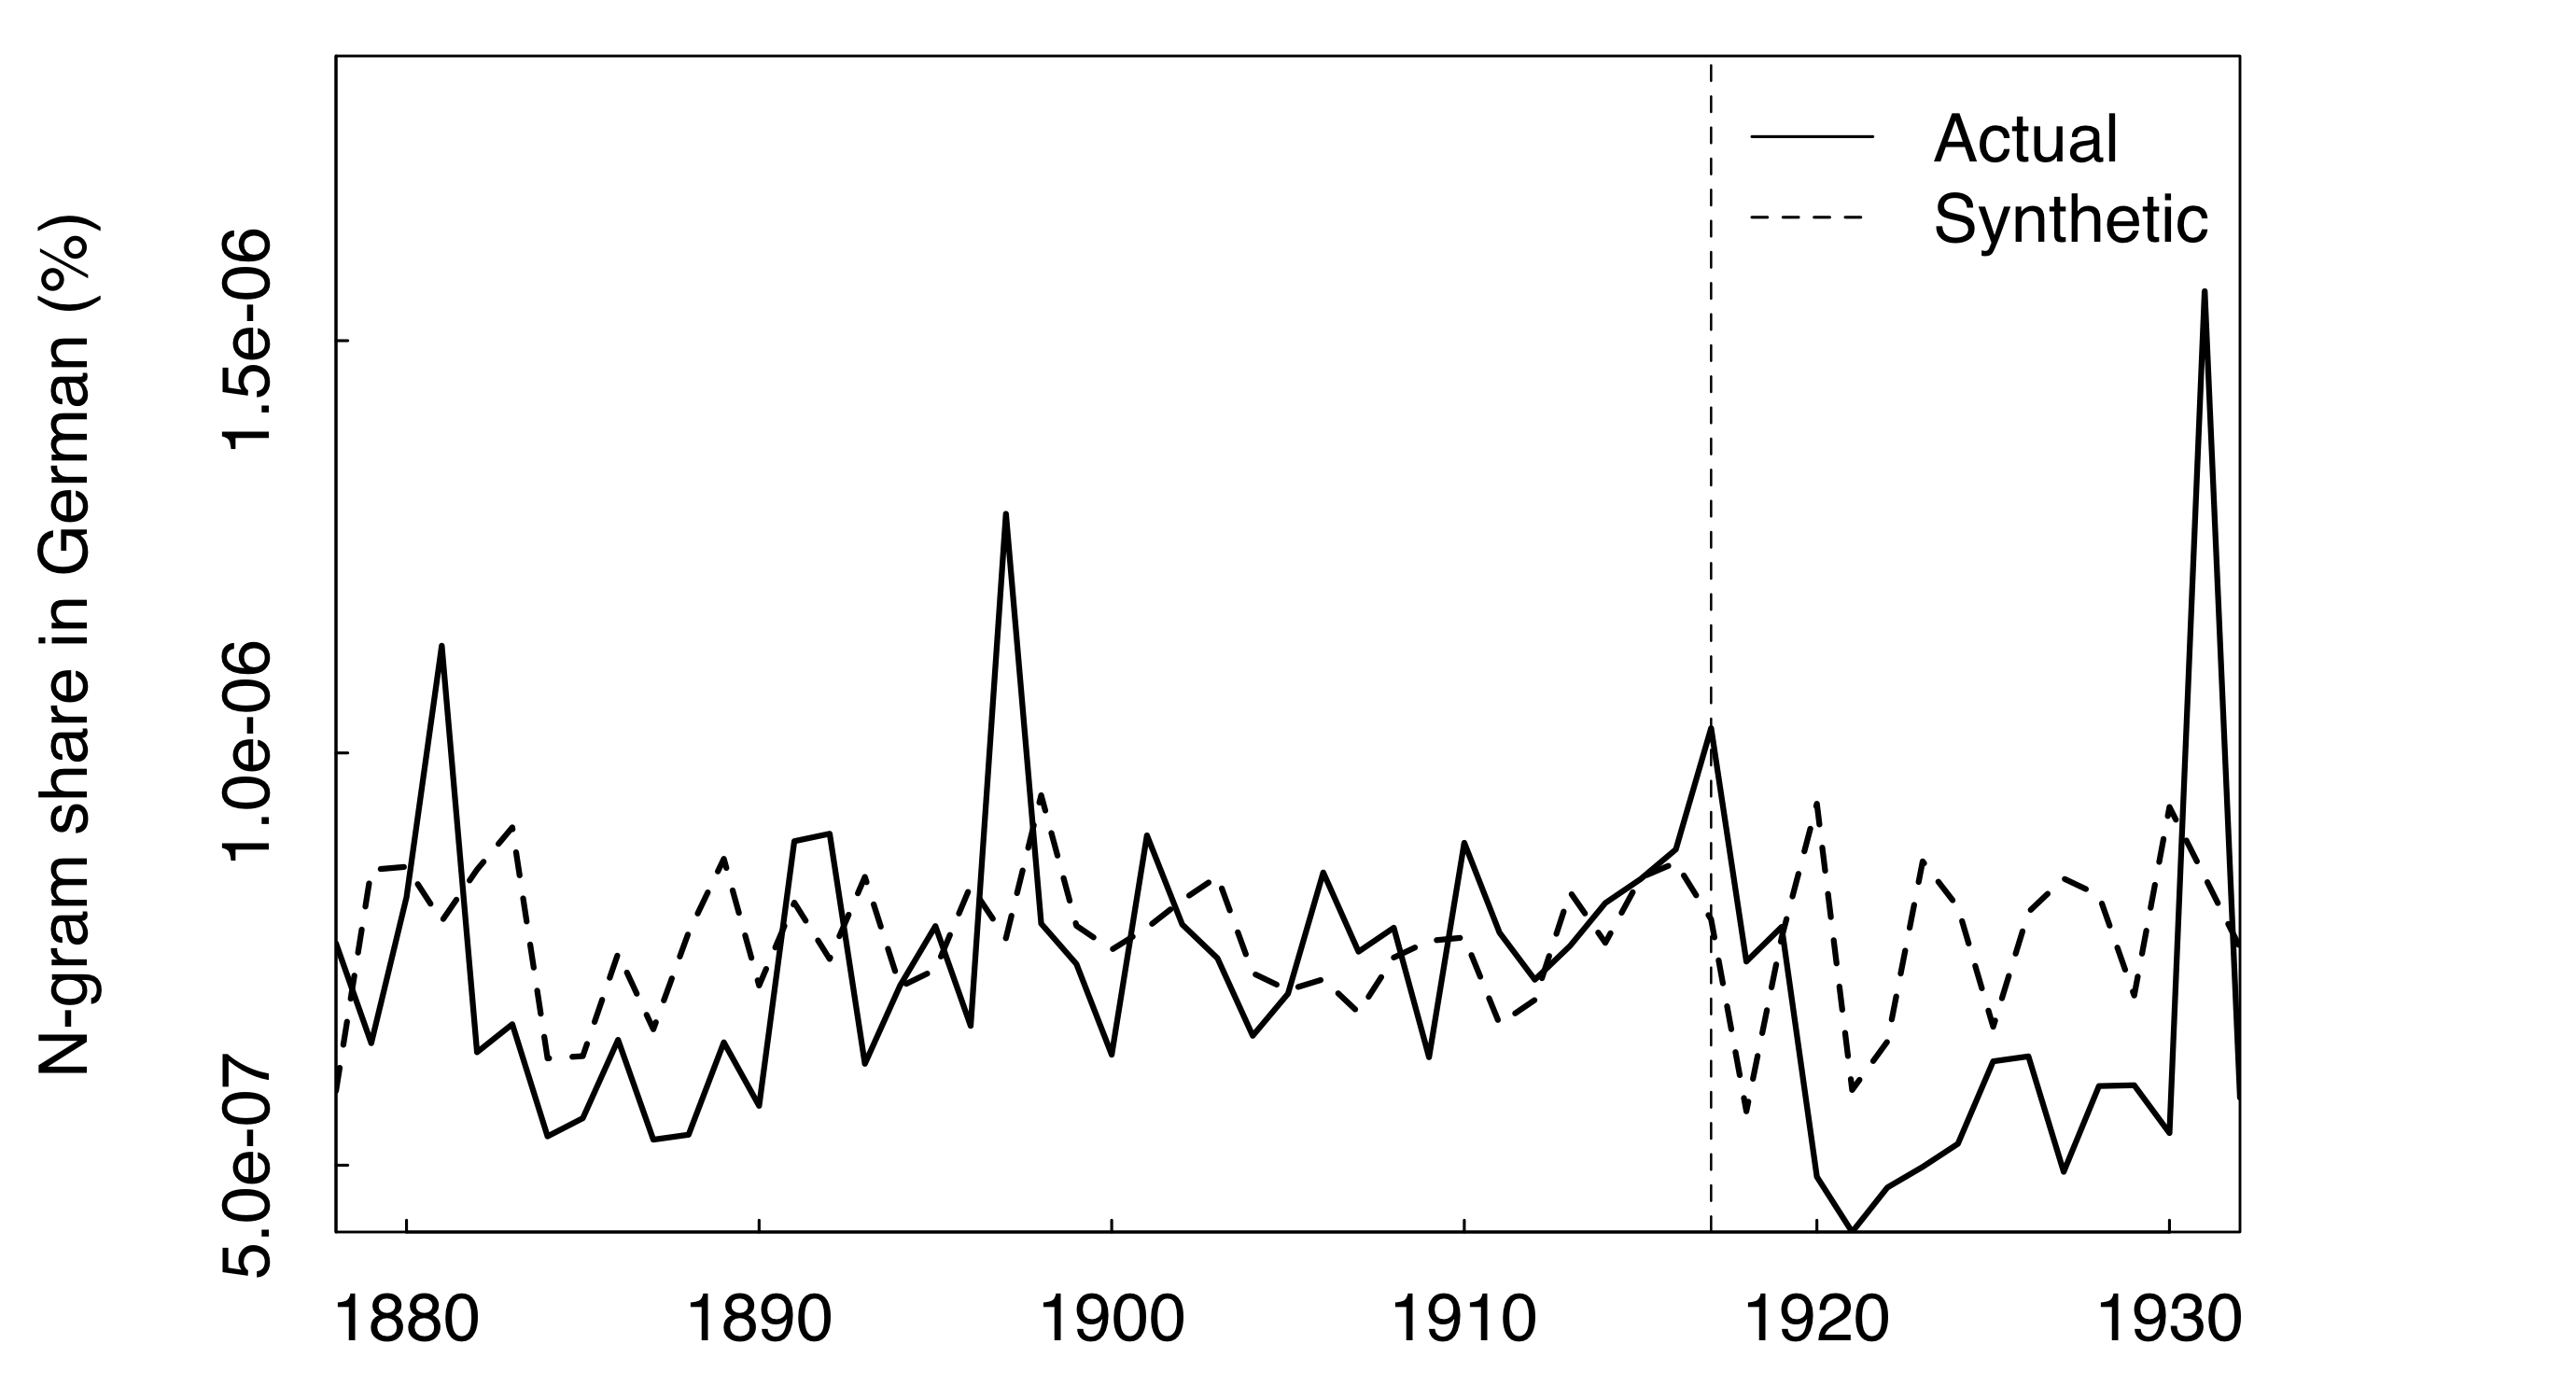 N-gram share in German (%)
1.5e-06
1.0e-06
5.0e-07
Actual
Synthetic
1880 1890 1900 1910 1920 1930